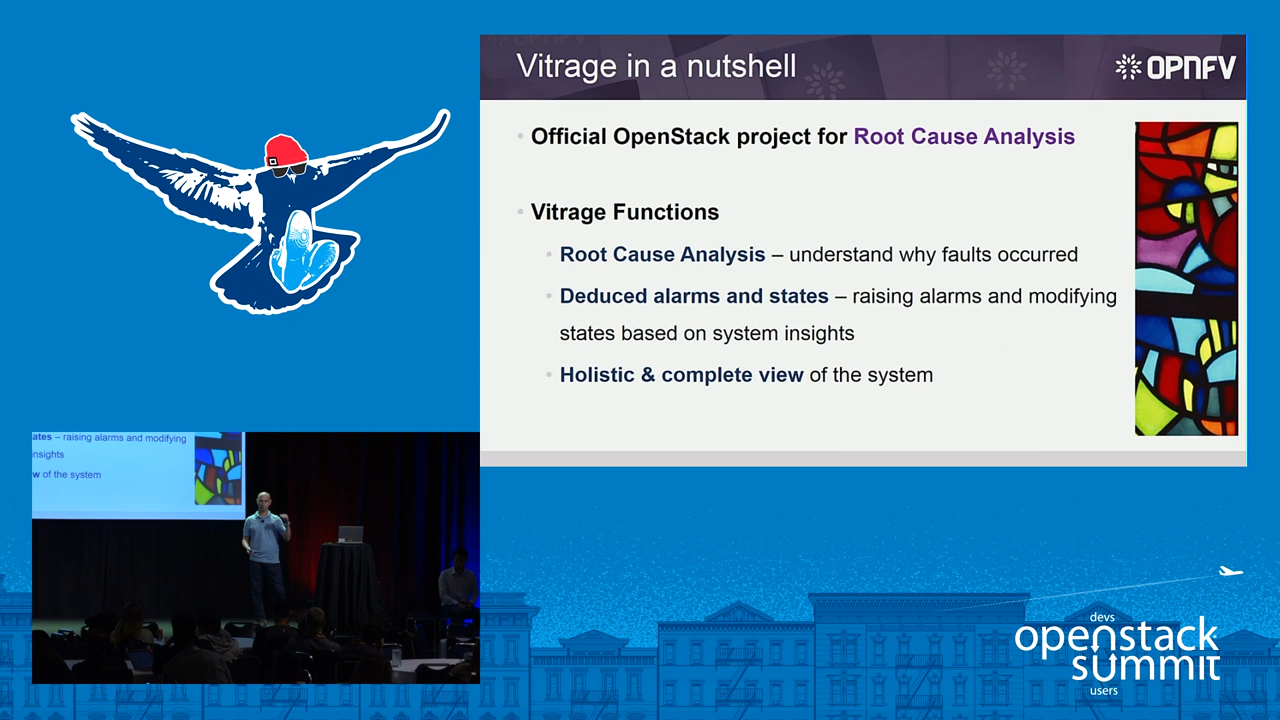 Vitrage in a nutshell
OPNFV
Official OpenStack project for Root Cause Analysis
Vitrage Functions
Root Cause Analysis – understand why faults occurred
Deduced alarms and states – raising alarms and modifying
states based on system insights
Holistic & complete view of the system
ates – raising alarms and modifying
insights
w of the system
devs
openstack
summit
users